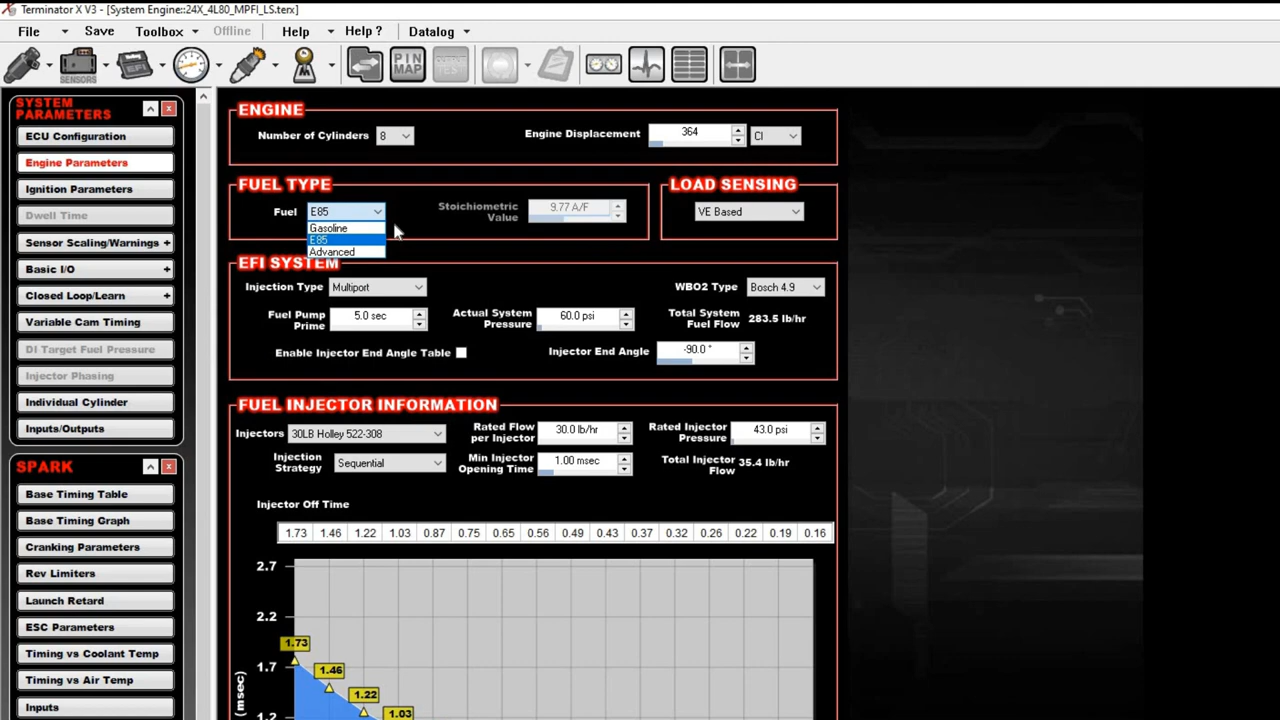 Terminator X V3 - [System Engine::24X_4L80_MPFI_LS.terx]
File Save Toolbox Offline Help Help ? Datalog
SENSORS EFI PIN MAP OUTPUT TEST
SYSTEM PARAMETERS
ECU Configuration
Engine Parameters
Ignition Parameters
Dwell Time
Sensor Scaling/Warnings +
Basic I/O +
Closed Loop/Learn +
Variable Cam Timing
DI Target Fuel Pressure
Injector Phasing
Individual Cylinder
Inputs/Outputs
SPARK
Base Timing Table
Base Timing Graph
Cranking Parameters
Rev Limiters
Launch Retard
ESC Parameters
Timing vs Coolant Temp
Timing vs Air Temp
Inputs
ENGINE
Number of Cylinders 8 Engine Displacement 364 CI
FUEL TYPE
Fuel E85 Stoichiometric Value 9.77 A/F
Gasoline
E85
Advanced
LOAD SENSING
VE Based
EFI SYSTEM
Injection Type Multiport WBO2 Type Bosch 4.9
Fuel Pump Prime 5.0 sec Actual System Pressure 60.0 psi Total System Fuel Flow 283.5 lb/hr
Enable Injector End Angle Table Injector End Angle -90.0 °
FUEL INJECTOR INFORMATION
Injectors 30LB Holley 522-308 Rated Flow per Injector 30.0 lb/hr Rated Injector Pressure 43.0 psi
Injection Strategy Sequential Min Injector Opening Time 1.00 msec Total Injector Flow 35.4 lb/hr
Injector Off Time
1.73 1.46 1.22 1.03 0.87 0.75 0.65 0.56 0.49 0.43 0.37 0.32 0.26 0.22 0.19 0.16
2.7
2.2
1.73
1.7
1.46
1.22
1.03
1.2
(msec)